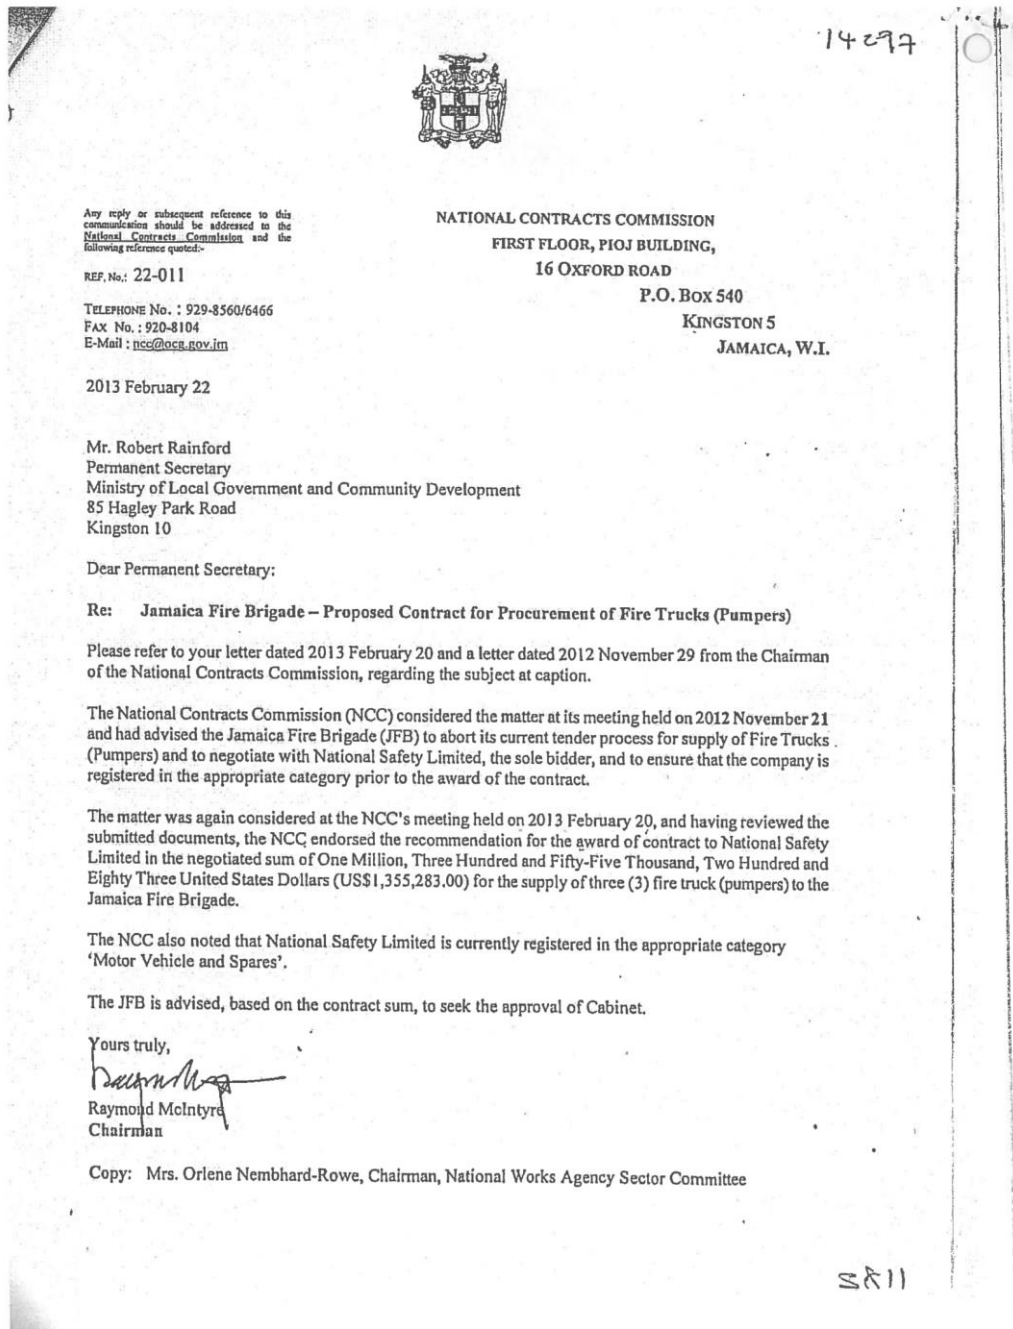 14297
Any reply or subsequent reference to this
communication should be addressed to the
National Contracts Commission and the
following reference quoted:-
REF. No.: 22-011
TELEPHONE No. : 929-8560/6466
FAX No. : 920-8104
E-Mail : ncc@ocg.gov.jm
NATIONAL CONTRACTS COMMISSION
FIRST FLOOR, PIOJ BUILDING,
16 OXFORD ROAD
P.O. BOX 540
KINGSTON 5
JAMAICA, W.I.
2013 February 22
Mr. Robert Rainford
Permanent Secretary
Ministry of Local Government and Community Development
85 Hagley Park Road
Kingston 10
Dear Permanent Secretary:
Re: Jamaica Fire Brigade – Proposed Contract for Procurement of Fire Trucks (Pumpers)
Please refer to your letter dated 2013 February 20 and a letter dated 2012 November 29 from the Chairman
of the National Contracts Commission, regarding the subject at caption.
The National Contracts Commission (NCC) considered the matter at its meeting held on 2012 November 21
and had advised the Jamaica Fire Brigade (JFB) to abort its current tender process for supply of Fire Trucks
(Pumpers) and to negotiate with National Safety Limited, the sole bidder, and to ensure that the company is
registered in the appropriate category prior to the award of the contract.
The matter was again considered at the NCC's meeting held on 2013 February 20, and having reviewed the
submitted documents, the NCC endorsed the recommendation for the award of contract to National Safety
Limited in the negotiated sum of One Million, Three Hundred and Fifty-Five Thousand, Two Hundred and
Eighty Three United States Dollars (US$1,355,283.00) for the supply of three (3) fire truck (pumpers) to the
Jamaica Fire Brigade.
The NCC also noted that National Safety Limited is currently registered in the appropriate category
‘Motor Vehicle and Spares’.
The JFB is advised, based on the contract sum, to seek the approval of Cabinet.
Yours truly,
Raymond McIntyre
Chairman
Copy: Mrs. Orlene Nembhard-Rowe, Chairman, National Works Agency Sector Committee